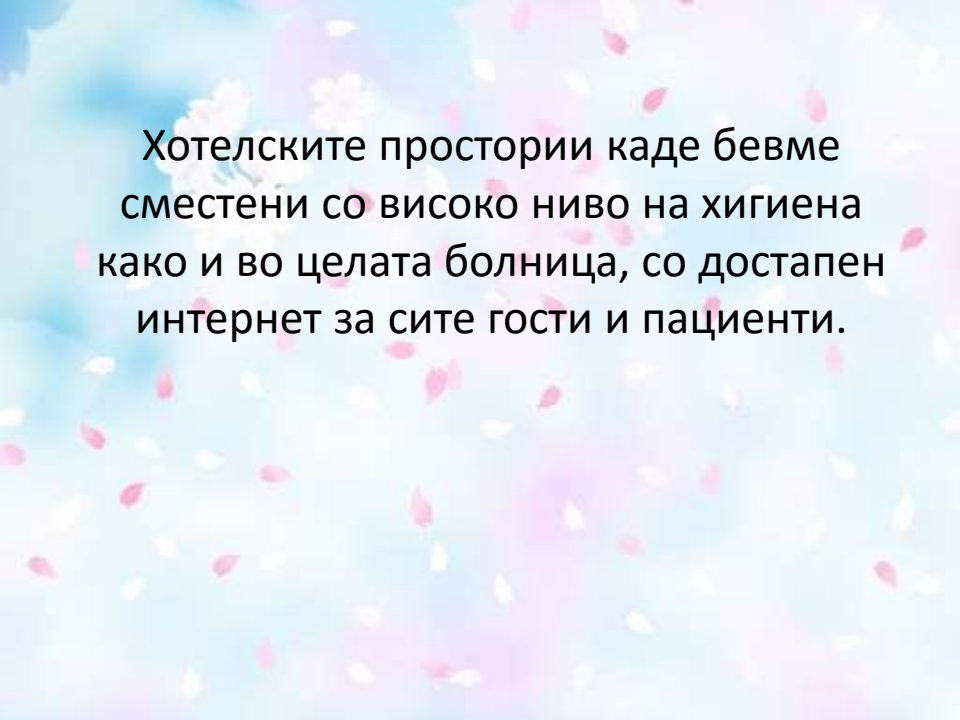 Хотелските простории каде бевме
сместени со високо ниво на хигиена
како и во целата болница, со достапен
интернет за сите гости и пациенти.